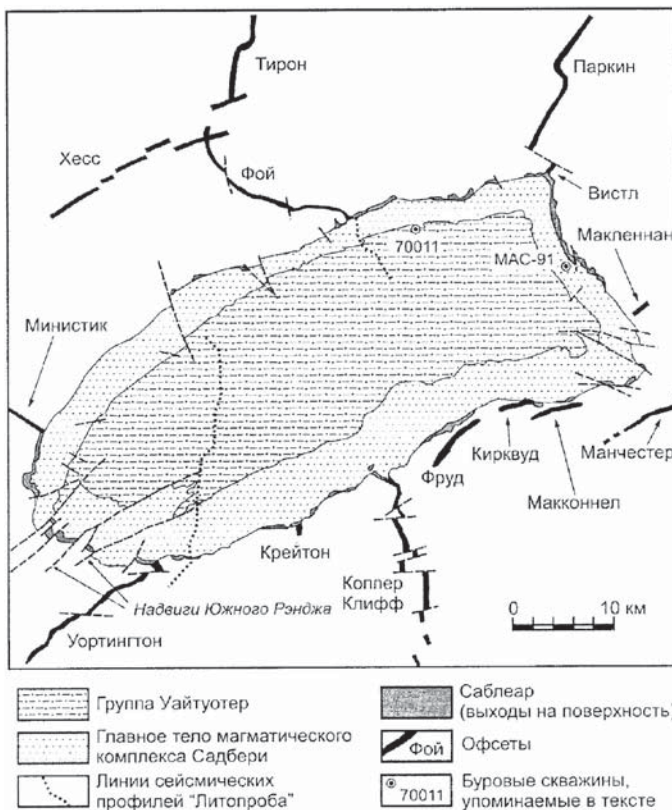 Тирон
Паркин
Хесс
Фой
Вистл
Макленнан
70011
МАС-91
Министик
Манчестер
Кирквуд
Фруд
Макконнел
Крейтон
Коппер
Клифф
Надвиги Южного Рэнджа
Уортингтон
0 10 км
Группа Уайтуотер
Главное тело магматического
комплекса Садбери
Линии сейсмических
профилей "Литопроба"
Саблеар
(выходы на поверхность)
Фой
Офсеты
70011
Буровые скважины,
упоминаемые в тексте